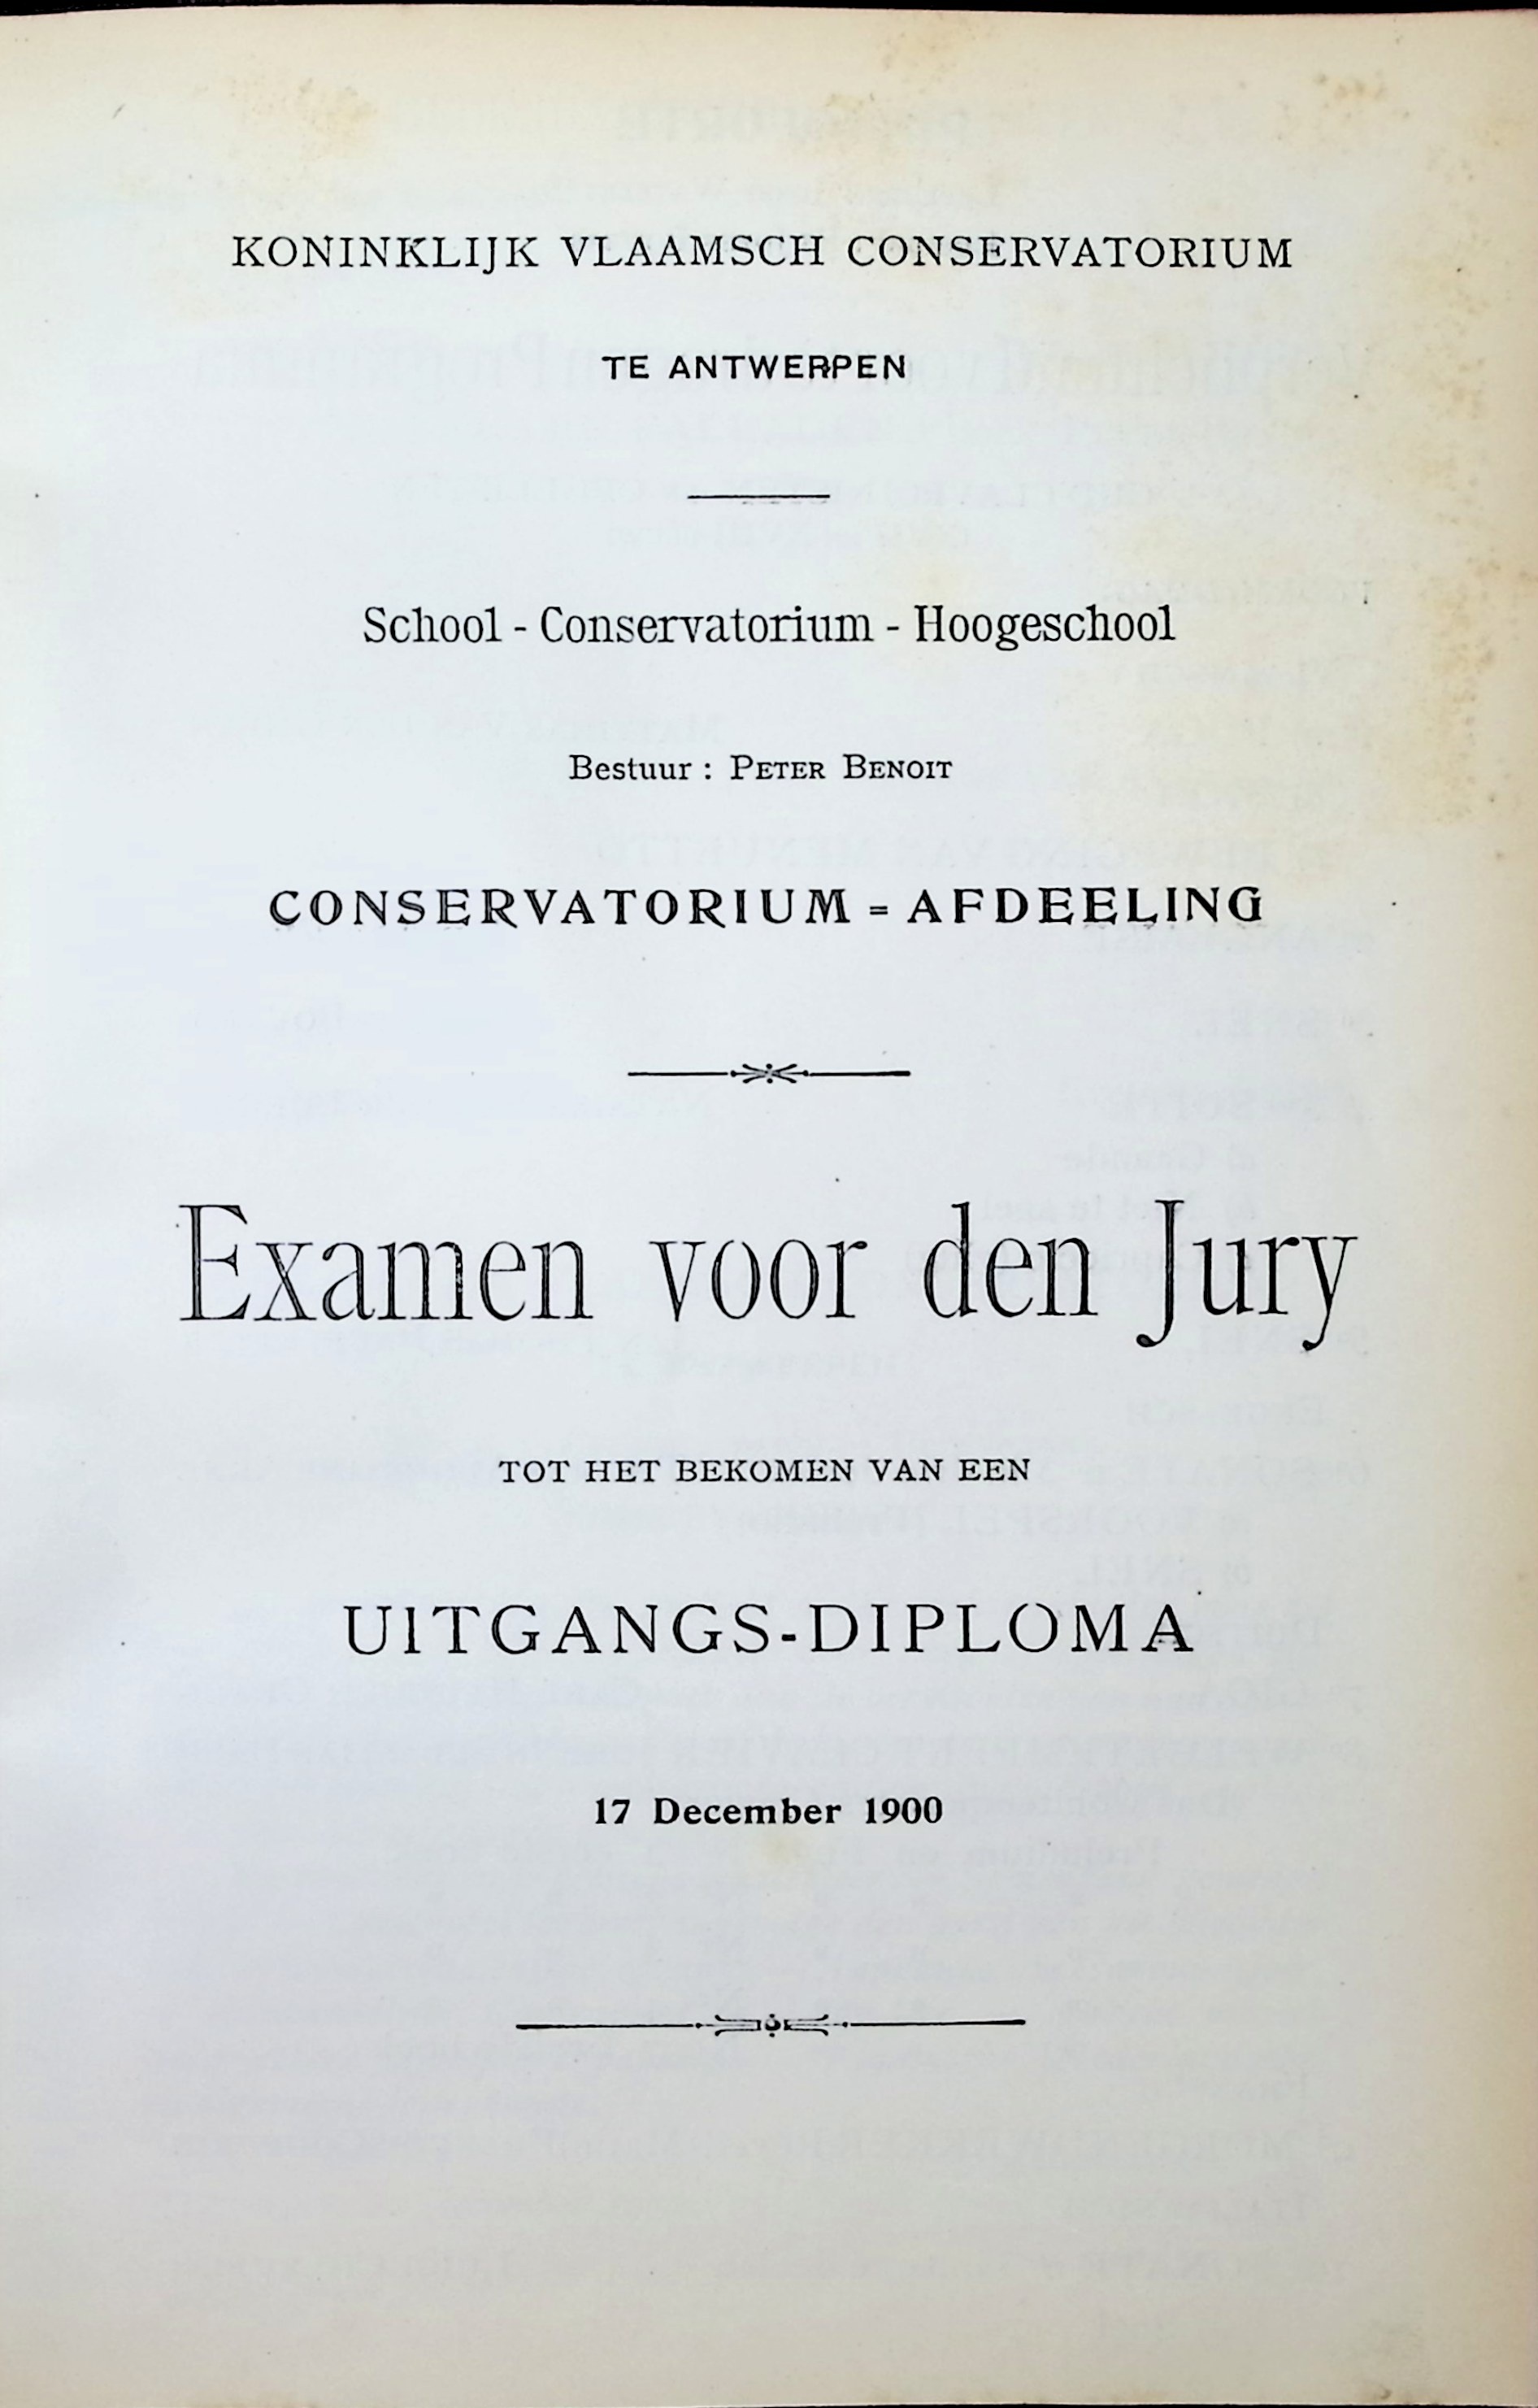 KONINKLIJK VLAAMSCH CONSERVATORIUM
TE ANTWERPEN
School - Conservatorium - Hoogeschool
Bestuur : PETER BENOIT
CONSERVATORIUM = AFDEELING
Examen voor den Jury
TOT HET BEKOMEN VAN EEN
UITGANGS-DIPLOMA
17 December 1900